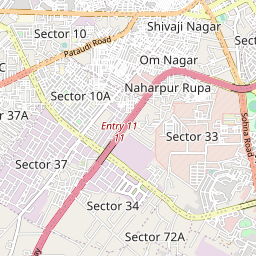 Shivaji Nagar
Sector 10
Pataudi Road
Om Nagar
C
Sector 10A
Naharpur Rupa
37A
Entry 11
11
Sector 33
Sohna Road
Sector 37
Sector 34
Sector 72A